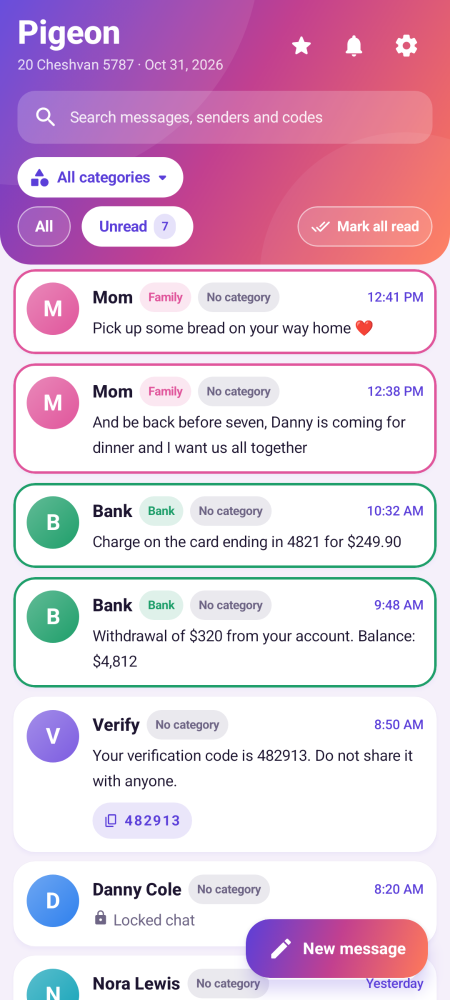 Pigeon
20 Cheshvan 5787 · Oct 31, 2026
Search messages, senders and codes
All categories
All
Unread 7
Mark all read
M
Mom Family No category 12:41 PM
Pick up some bread on your way home ❤️
M
Mom Family No category 12:38 PM
And be back before seven, Danny is coming for
dinner and I want us all together
B
Bank Bank No category 10:32 AM
Charge on the card ending in 4821 for $249.90
B
Bank Bank No category 9:48 AM
Withdrawal of $320 from your account. Balance:
$4,812
V
Verify No category 8:50 AM
Your verification code is 482913. Do not share it
with anyone.
482913
D
Danny Cole No category 8:20 AM
Locked chat
New message
N
Nora Lewis No category Yesterday